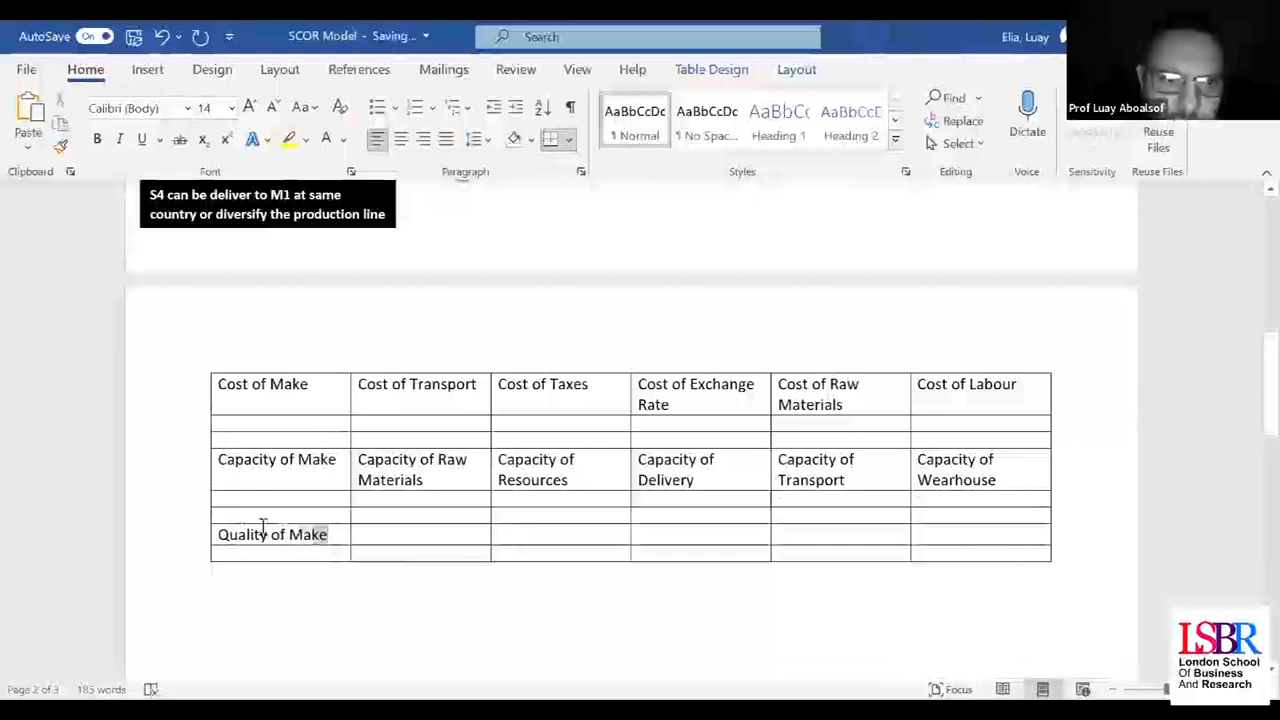 AutoSave On
SCOR Model - Saving...
Search
Elia, Luay
File Home Insert Design Layout References Mailings Review View Help Table Design Layout
Prof Luay Aboalsof
Paste
Calibri (Body) 14
AaBbCcDc AaBbCcDc AaBbCc AaBbCcE
¶ Normal ¶ No Spac... Heading 1 Heading 2
Find
Replace
Select
Dictate
Reuse
Files
Clipboard Font Paragraph Styles Editing Voice Sensitivity Reuse Files
S4 can be deliver to M1 at same
country or diversify the production line
Cost of Make
Cost of Transport
Cost of Taxes
Cost of Exchange
Rate
Cost of Raw
Materials
Cost of Labour
Capacity of Make
Capacity of Raw
Materials
Capacity of
Resources
Capacity of
Delivery
Capacity of
Transport
Capacity of
Wearhouse
Quality of Make
LSBR
London School
Of Business
And Research
Page 2 of 3 185 words
Focus